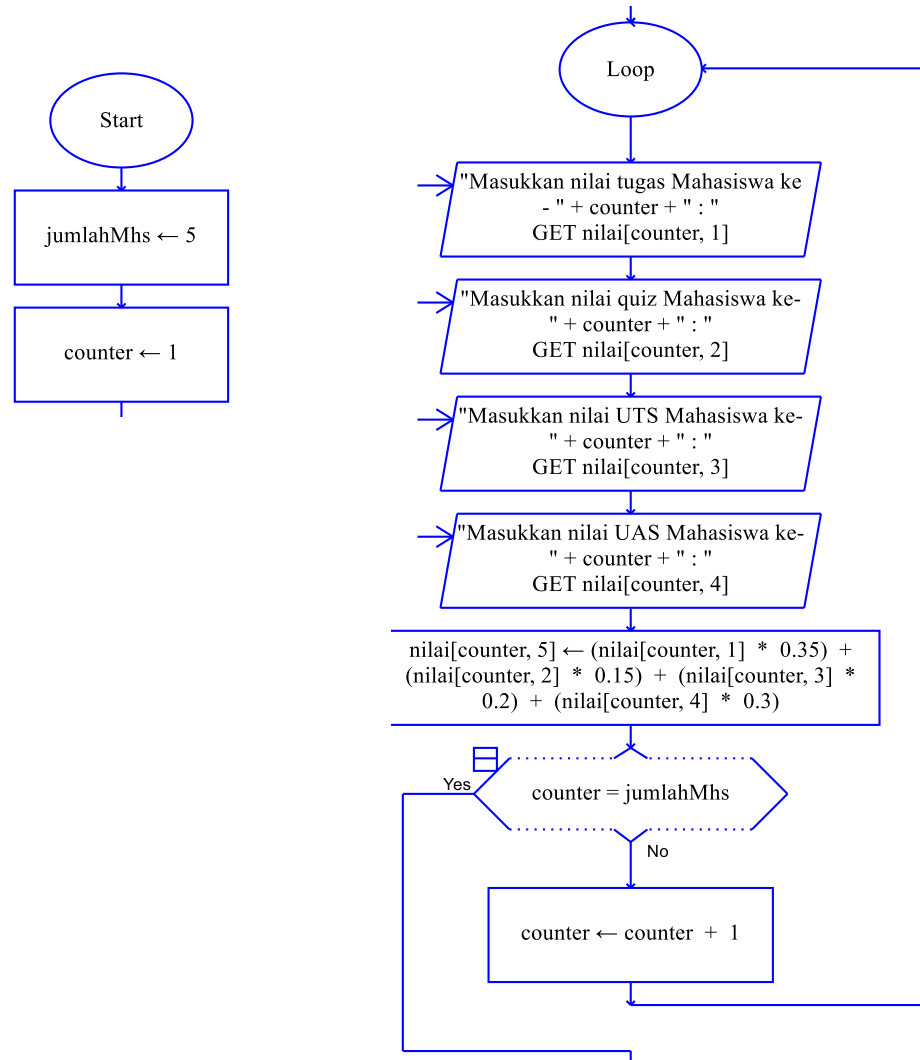 Start
jumlahMhs ← 5
counter ← 1
Loop
"Masukkan nilai tugas Mahasiswa ke
- " + counter + " : "
GET nilai[counter, 1]
"Masukkan nilai quiz Mahasiswa ke-
" + counter + " : "
GET nilai[counter, 2]
"Masukkan nilai UTS Mahasiswa ke-
" + counter + " : "
GET nilai[counter, 3]
"Masukkan nilai UAS Mahasiswa ke-
" + counter + " : "
GET nilai[counter, 4]
nilai[counter, 5] ← (nilai[counter, 1] * 0.35) +
(nilai[counter, 2] * 0.15) + (nilai[counter, 3] *
0.2) + (nilai[counter, 4] * 0.3)
Yes
counter = jumlahMhs
No
counter ← counter + 1